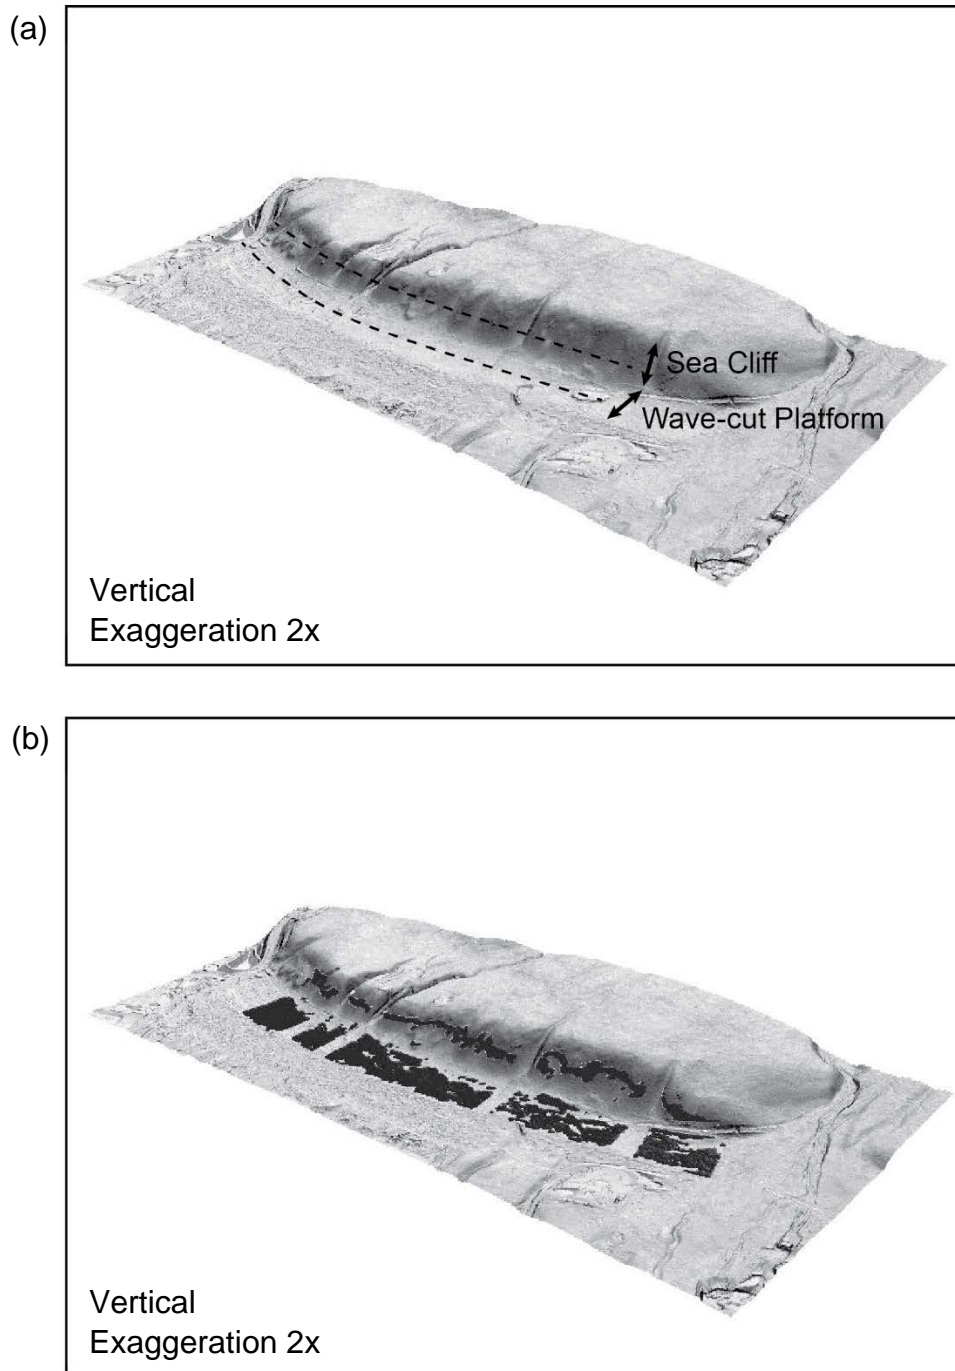 (a)
Sea Cliff
Wave-cut Platform
Vertical
Exaggeration 2x
(b)
Vertical
Exaggeration 2x